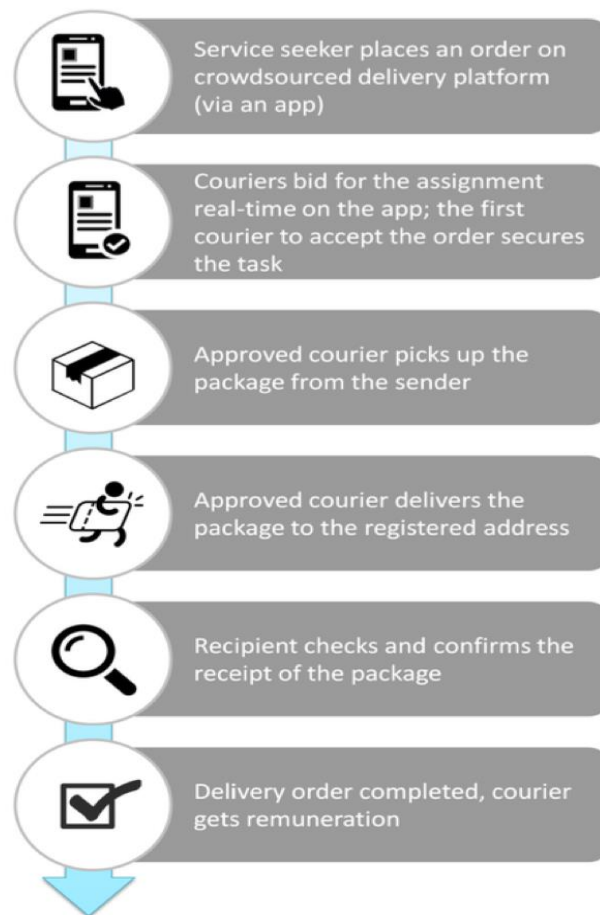 Service seeker places an order on
crowdsourced delivery platform
(via an app)
Couriers bid for the assignment
real-time on the app; the first
courier to accept the order secures
the task
Approved courier picks up the
package from the sender
Approved courier delivers the
package to the registered address
Recipient checks and confirms the
receipt of the package
Delivery order completed, courier
gets remuneration